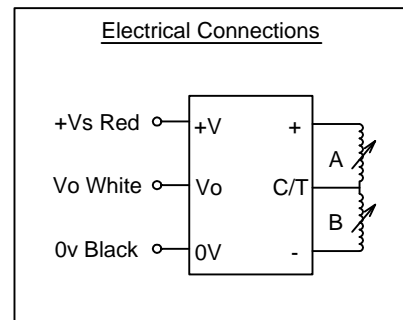 Electrical Connections
+Vs Red
+V
+
A
Vo White
Vo
C/T
B
0v Black
0V
-